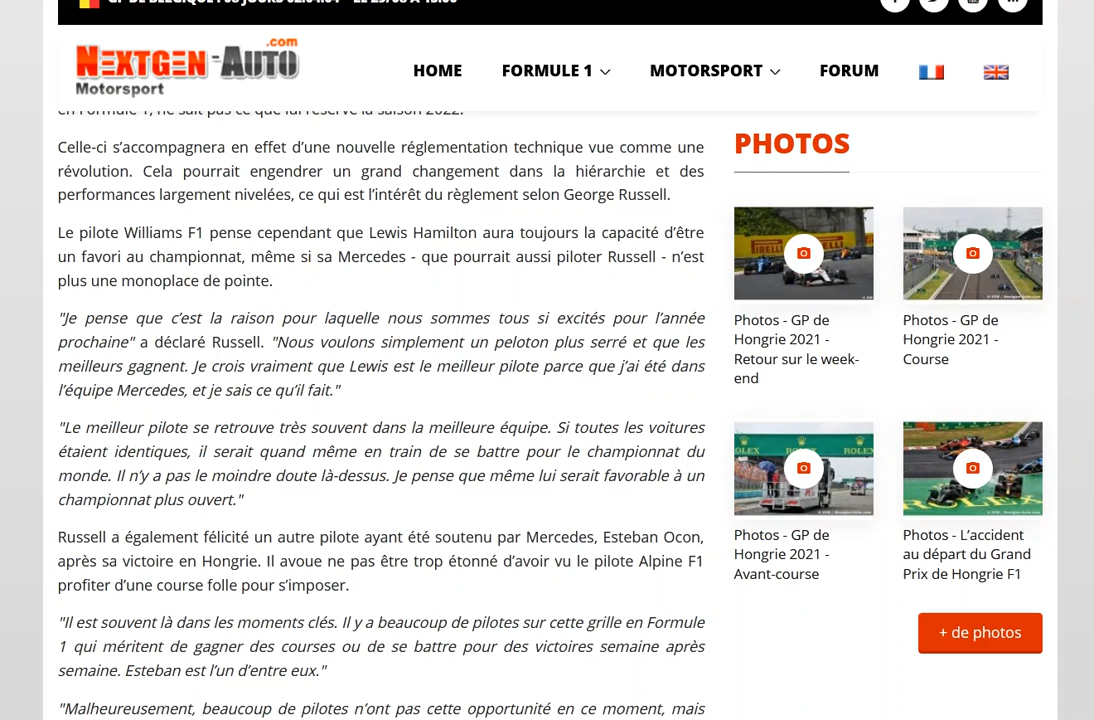 NEXTGEN-AUTO.com
Motorsport
HOME
FORMULE 1
MOTORSPORT
FORUM
en Formule 1, ne sait pas ce que lui réserve la saison 2022.
Celle-ci s’accompagnera en effet d’une nouvelle réglementation technique vue comme une
révolution. Cela pourrait engendrer un grand changement dans la hiérarchie et des
performances largement nivelées, ce qui est l’intérêt du règlement selon George Russell.
Le pilote Williams F1 pense cependant que Lewis Hamilton aura toujours la capacité d’être
un favori au championnat, même si sa Mercedes - que pourrait aussi piloter Russell - n’est
plus une monoplace de pointe.
"Je pense que c’est la raison pour laquelle nous sommes tous si excités pour l’année
prochaine" a déclaré Russell. "Nous voulons simplement un peloton plus serré et que les
meilleurs gagnent. Je crois vraiment que Lewis est le meilleur pilote parce que j’ai été dans
l’équipe Mercedes, et je sais ce qu’il fait."
"Le meilleur pilote se retrouve très souvent dans la meilleure équipe. Si toutes les voitures
étaient identiques, il serait quand même en train de se battre pour le championnat du
monde. Il n’y a pas le moindre doute là-dessus. Je pense que même lui serait favorable à un
championnat plus ouvert."
Russell a également félicité un autre pilote ayant été soutenu par Mercedes, Esteban Ocon,
après sa victoire en Hongrie. Il avoue ne pas être trop étonné d’avoir vu le pilote Alpine F1
profiter d’une course folle pour s’imposer.
"Il est souvent là dans les moments clés. Il y a beaucoup de pilotes sur cette grille en Formule
1 qui méritent de gagner des courses ou de se battre pour des victoires semaine après
semaine. Esteban est l’un d’entre eux."
"Malheureusement, beaucoup de pilotes n’ont pas cette opportunité en ce moment, mais
PHOTOS
Photos - GP de
Hongrie 2021 -
Retour sur le week-
end
Photos - GP de
Hongrie 2021 -
Course
Photos - GP de
Hongrie 2021 -
Avant-course
Photos - L’accident
au départ du Grand
Prix de Hongrie F1
+ de photos